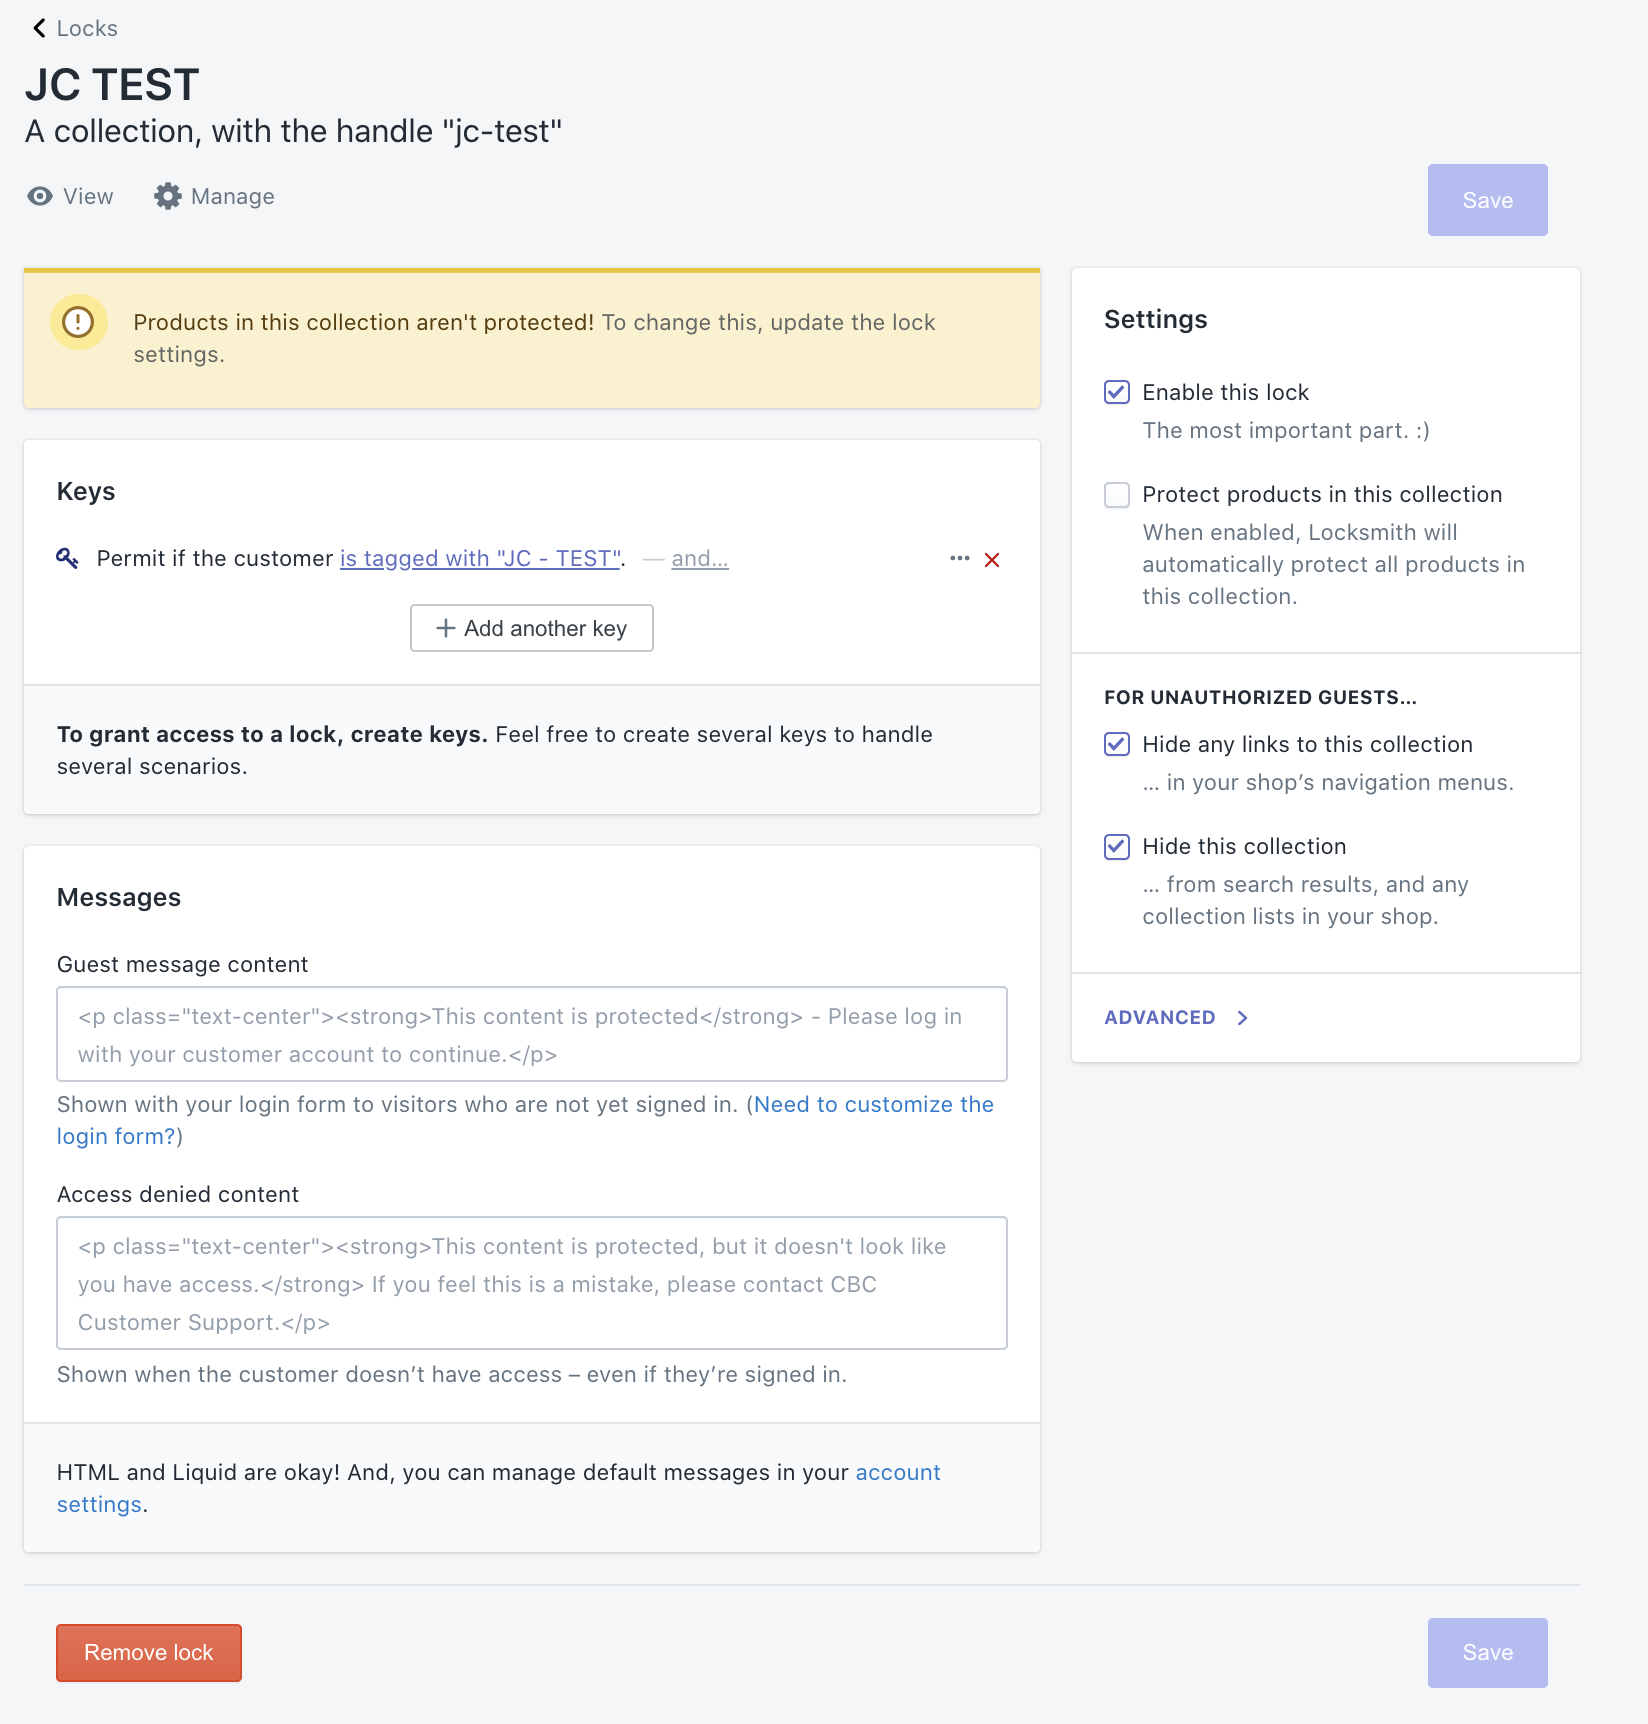 Locks
JC TEST
A collection, with the handle "jc-test"
View
Manage
Save
Products in this collection aren't protected! To change this, update the lock
settings.
Keys
Permit if the customer is tagged with "JC - TEST". — and...
Add another key
To grant access to a lock, create keys. Feel free to create several keys to handle
several scenarios.
Messages
Guest message content
<p class="text-center"><strong>This content is protected</strong> - Please log in
with your customer account to continue.</p>
Shown with your login form to visitors who are not yet signed in. (Need to customize the
login form?)
Access denied content
<p class="text-center"><strong>This content is protected, but it doesn't look like
you have access.</strong> If you feel this is a mistake, please contact CBC
Customer Support.</p>
Shown when the customer doesn’t have access – even if they’re signed in.
HTML and Liquid are okay! And, you can manage default messages in your account
settings.
Settings
Enable this lock
The most important part. :)
Protect products in this collection
When enabled, Locksmith will
automatically protect all products in
this collection.
FOR UNAUTHORIZED GUESTS...
Hide any links to this collection
... in your shop’s navigation menus.
Hide this collection
... from search results, and any
collection lists in your shop.
ADVANCED
Remove lock
Save